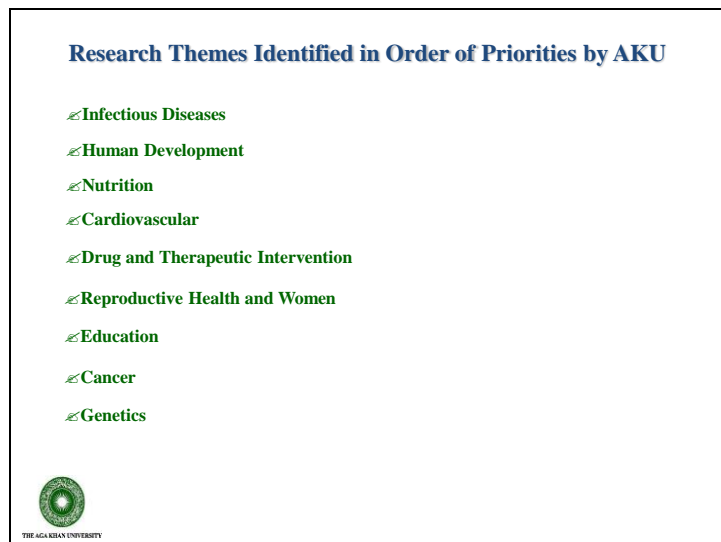 Research Themes Identified in Order of Priorities by AKU
Infectious Diseases
Human Development
Nutrition
Cardiovascular
Drug and Therapeutic Intervention
Reproductive Health and Women
Education
Cancer
Genetics
THE AGA KHAN UNIVERSITY